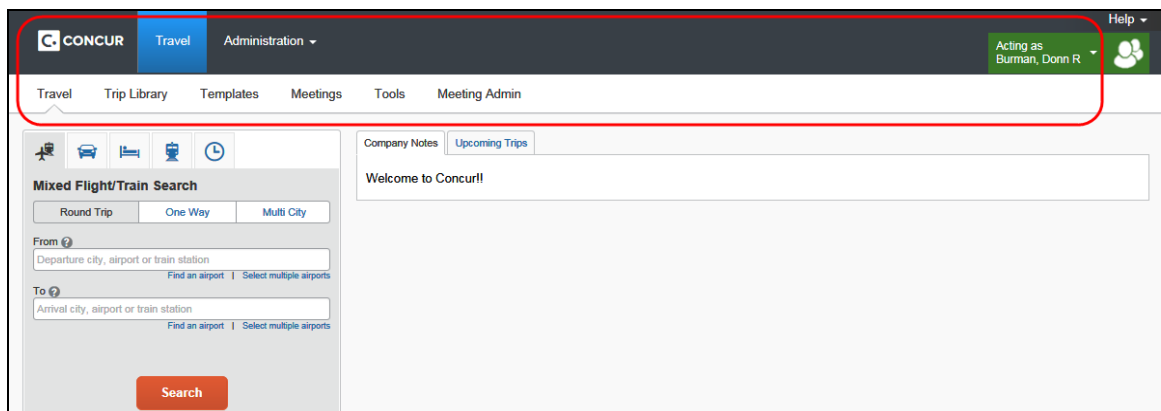 Help
C. CONCUR Travel Administration
Acting as
Burman, Donn R
Travel Trip Library Templates Meetings Tools Meeting Admin
Company Notes Upcoming Trips
Welcome to Concur!!
Mixed Flight/Train Search
Round Trip One Way Multi City
From ?
Departure city, airport or train station
Find an airport | Select multiple airports
To ?
Arrival city, airport or train station
Find an airport | Select multiple airports
Search